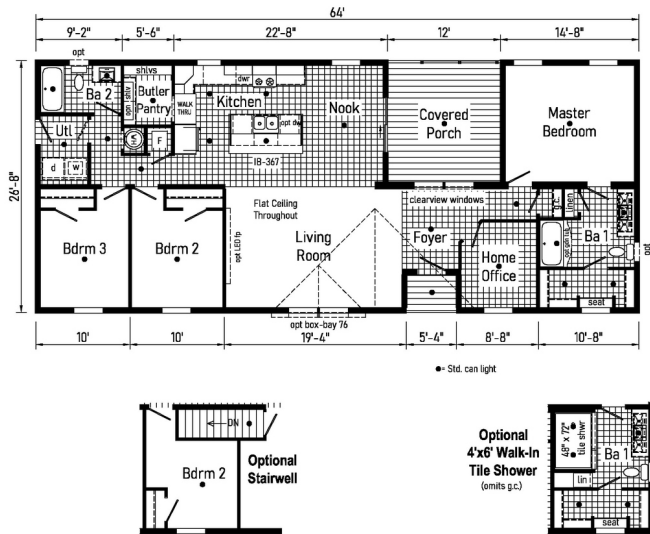 64'
9'-2"
5'-6"
22'-8"
12'
14'-8"
26'-8"
opt
shlvs
Ba 2
opn shlv
Butler
Pantry
WALK
THRU
dwr
Kitchen
opt dw
Nook
IB-367
Covered
Porch
Master
Bedroom
Utl
F
d
w
clearview windows
g.c.
linen
Flat Ceiling
Throughout
Bdrm 3
Bdrm 2
opt LED fp
Living
Room
Foyer
Home
Office
Ba 1
opt
seat
opt box-bay 76
10'
10'
19'-4"
5'-4"
8'-8"
10'-8"
●= Std. can light
DN
Bdrm 2
Optional
Stairwell
Optional
4'x6' Walk-In
Tile Shower
(omits g.c.)
48" x 72"
tile shwr
Ba 1
lin
seat